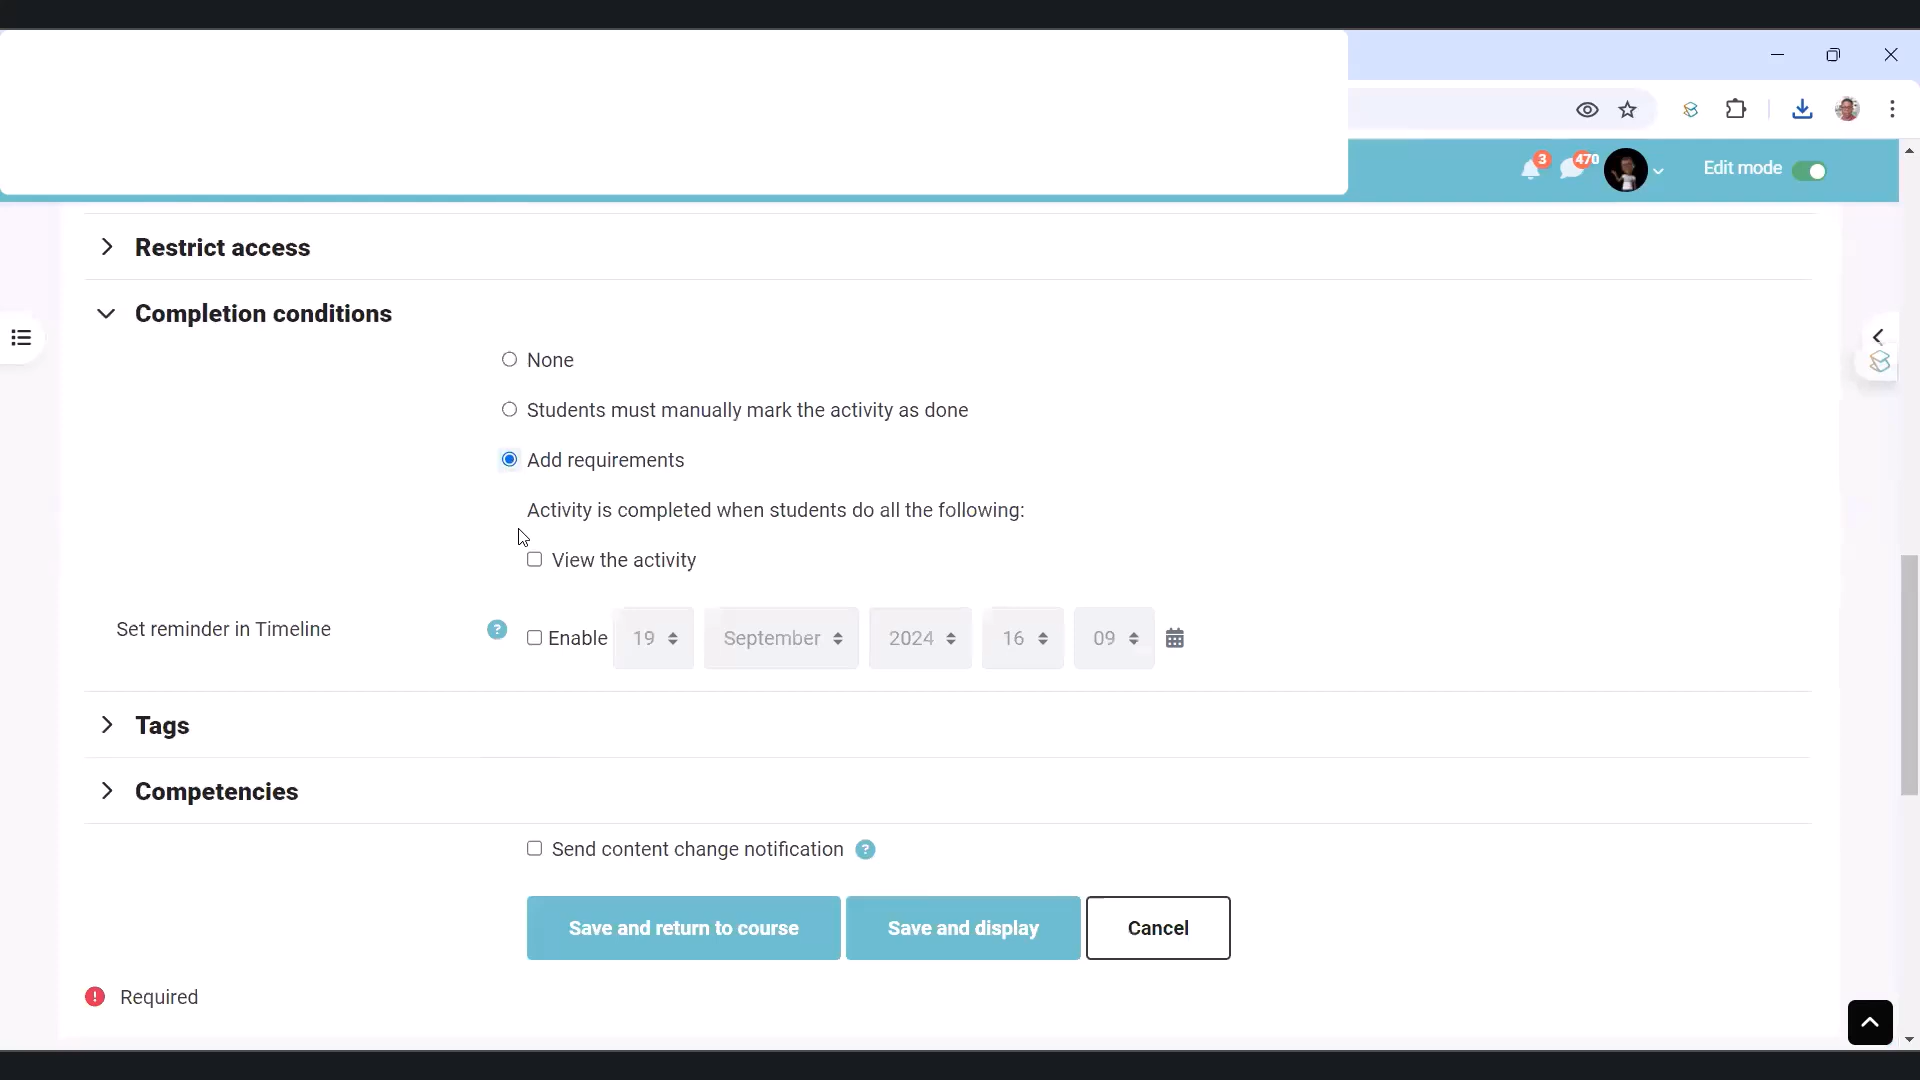 3
470
Edit mode
Restrict access
Completion conditions
None
Students must manually mark the activity as done
Add requirements
Activity is completed when students do all the following:
View the activity
Set reminder in Timeline ? Enable 19 September 2024 16 09
Tags
Competencies
Send content change notification ?
Save and return to course Save and display Cancel
! Required